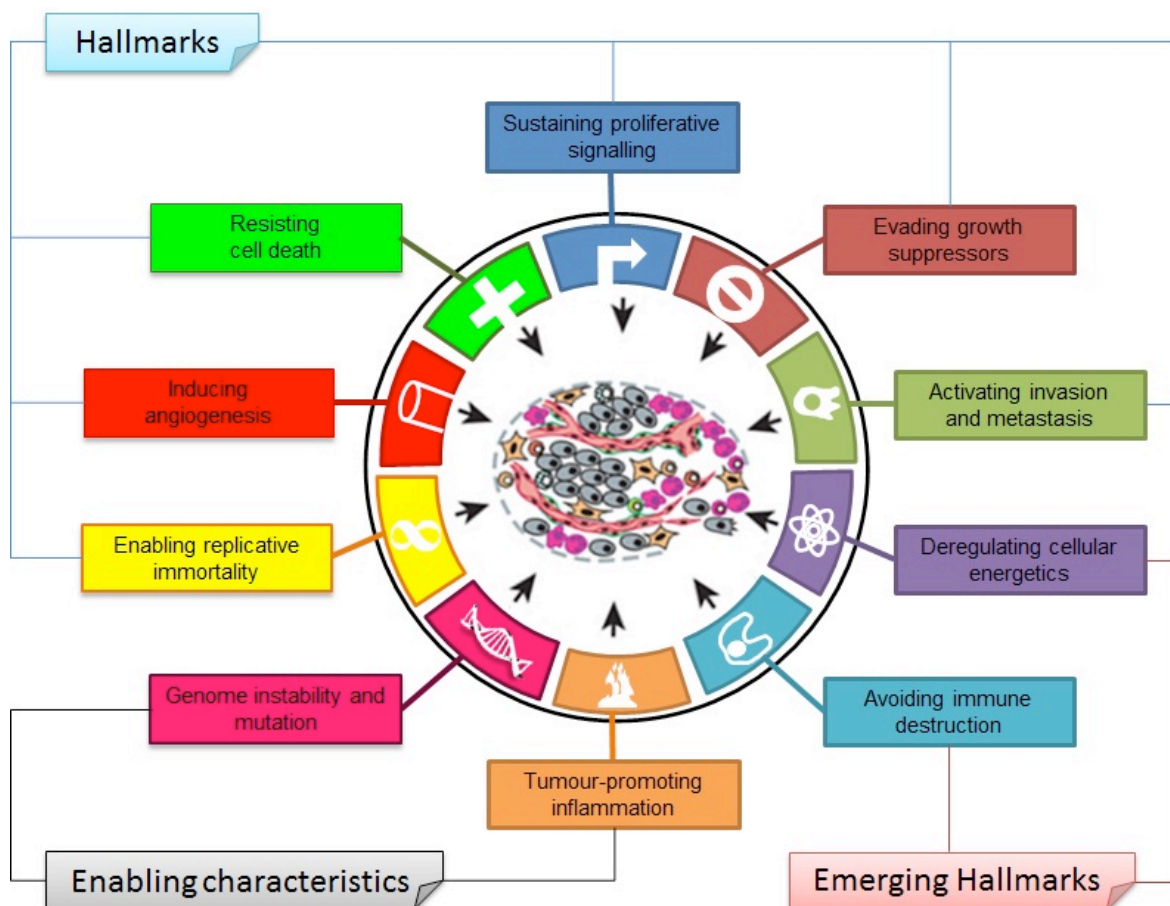 Hallmarks
Sustaining proliferative
signalling
Resisting
cell death
Evading growth
suppressors
Inducing
angiogenesis
Activating invasion
and metastasis
Enabling replicative
immortality
Deregulating cellular
energetics
Genome instability and
mutation
Avoiding immune
destruction
Tumour-promoting
inflammation
Enabling characteristics
Emerging Hallmarks